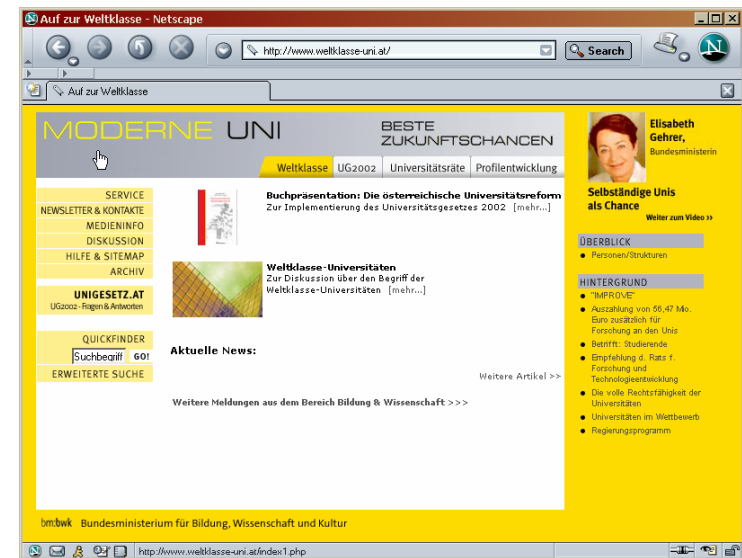 Auf zur Weltklasse - Netscape
http://www.weltklasse-uni.at/
Search
Auf zur Weltklasse
MODERNE UNI
BESTE
ZUKUNFTSCHANCEN
Weltklasse UG2002 Universitätsräte Profilentwicklung
SERVICE
NEWSLETTER & KONTAKTE
MEDIENINFO
DISKUSSION
HILFE & SITEMAP
ARCHIV
UNIGESETZ.AT
UG2002 - Fragen & Antworten
QUICKFINDER
Suchbegriff GO!
ERWEITERTE SUCHE
Buchpräsentation: Die österreichische Universitätsreform
Zur Implementierung des Universitätsgesetzes 2002 [mehr...]
Weltklasse-Universitäten
Zur Diskussion über den Begriff der
Weltklasse-Universitäten [mehr...]
Aktuelle News:
Weitere Artikel >>
Weitere Meldungen aus dem Bereich Bildung & Wissenschaft >>>
Elisabeth
Gehrer,
Bundesministerin
Selbständige Unis
als Chance
Weiter zum Video »
ÜBERBLICK
Personen/Strukturen
HINTERGRUND
"IMPROVE"
Auszahlung von 56,47 Mio.
Euro zusätzlich für
Forschung an den Unis
Betrifft: Studierende
Empfehlung d. Rats f.
Forschung und
Technologieentwicklung
Die volle Rechtsfähigkeit der
Universitäten
Universitäten im Wettbewerb
Regierungsprogramm
bm:bwk Bundesministerium für Bildung, Wissenschaft und Kultur
http://www.weltklasse-uni.at/index1.php